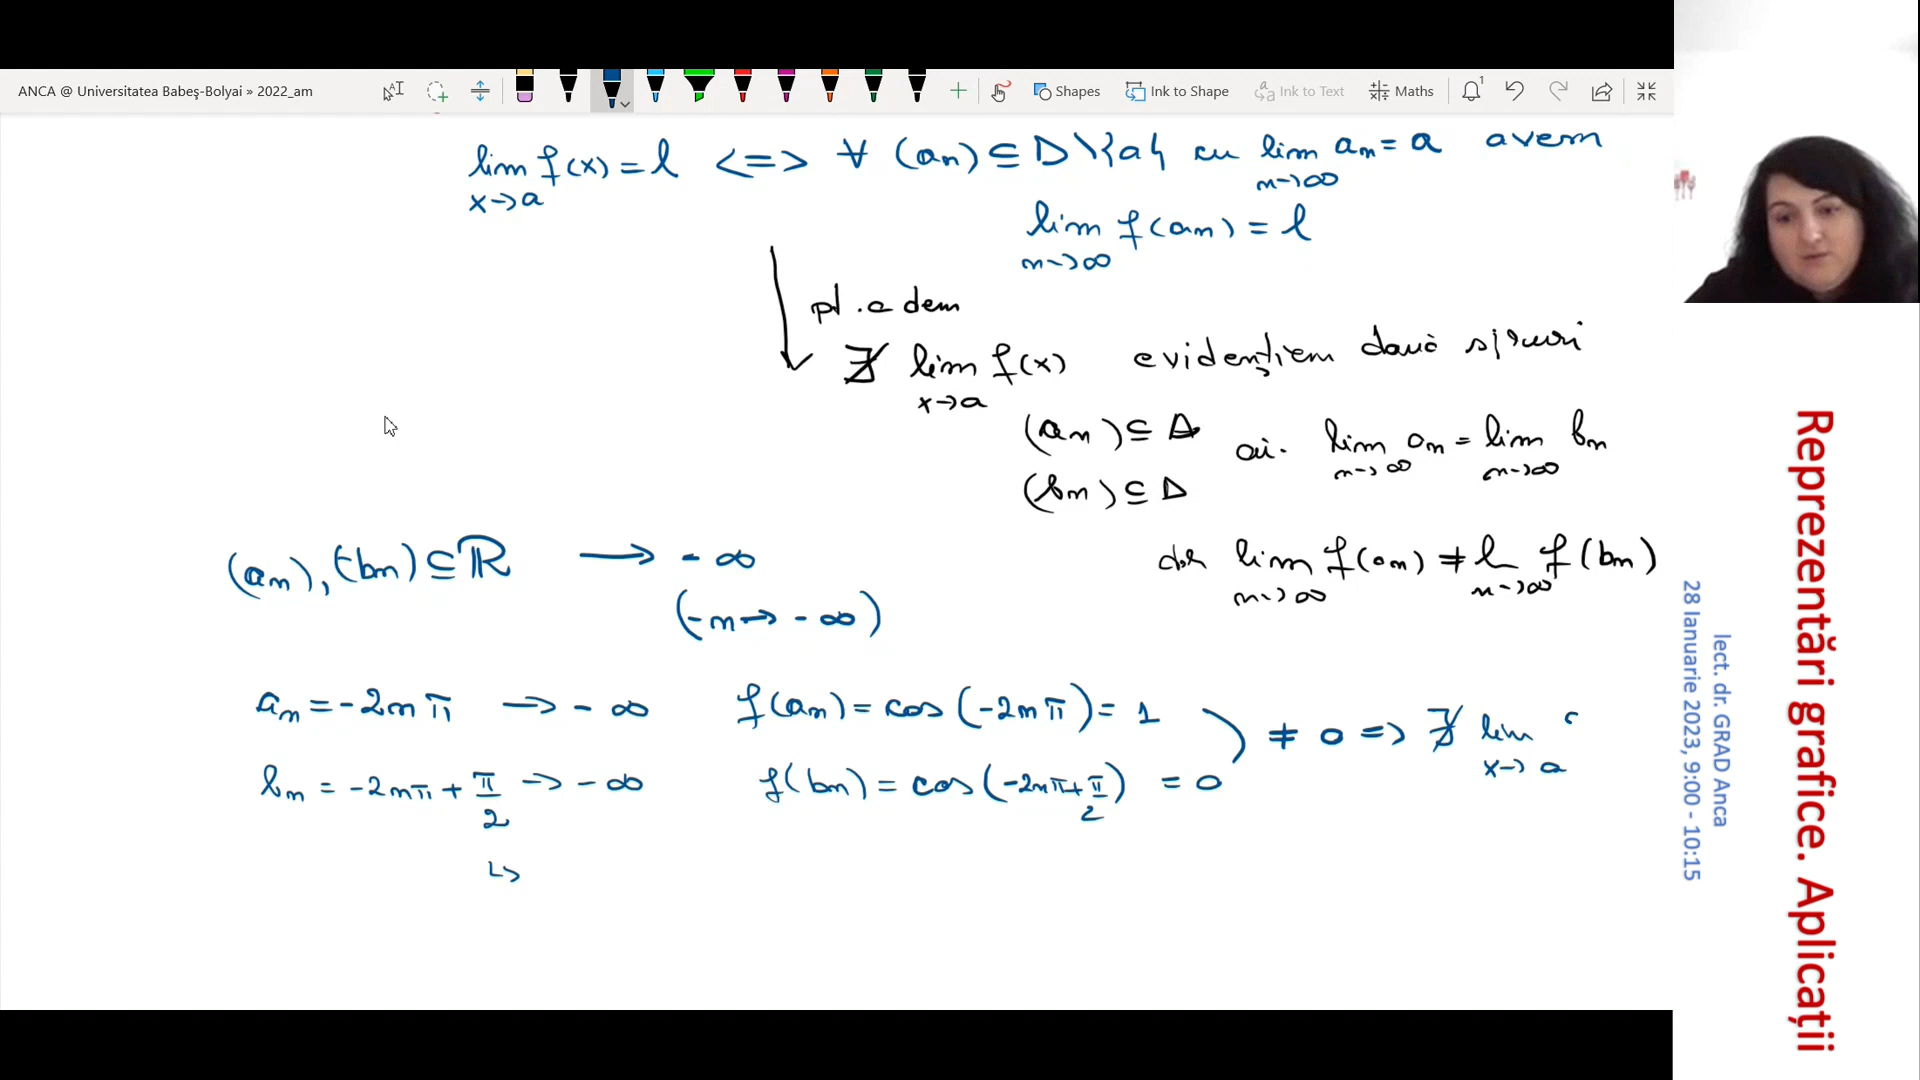 ANCA @ Universitatea Babeş-Bolyai » 2022_am
Shapes
Ink to Shape
Ink to Text
Maths
1
lim f(x) = l <=> ∀ (an) ⊆ D\{a} cu lim an = a avem
x→a n→∞
lim f(an) = l
n→∞
pt. a dem
∄ lim f(x) evidențiem două șiruri
x→a
(an) ⊆ D aî. lim an = lim bn
n→∞ n→∞
(bn) ⊆ D
(an), (bn) ⊆ ℝ → -∞
dar lim f(an) ≠ lim f(bn)
n→∞ n→∞
(-n → -∞)
an = -2nπ → -∞ f(an) = cos(-2nπ) = 1
≠ 0 => ∄ lim
x→a
bn = -2nπ + π/2 → -∞ f(bn) = cos(-2nπ+π/2) = 0
↳
Reprezentări grafice. Aplicații
lect. dr. GRAD Anca
28 Ianuarie 2023, 9:00 - 10:15